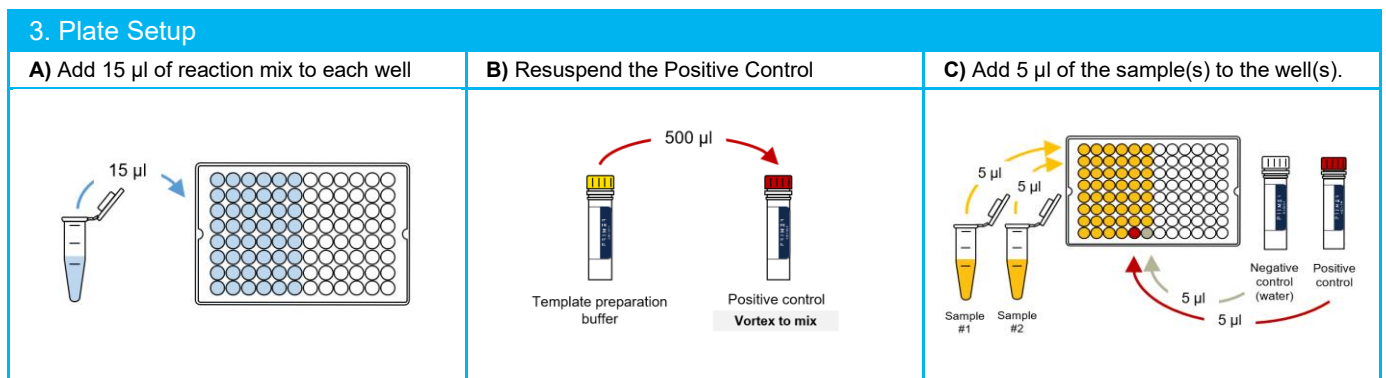 3. Plate Setup
A) Add 15 µl of reaction mix to each well
B) Resuspend the Positive Control
C) Add 5 µl of the sample(s) to the well(s).
15 µl
500 µl
Template preparation
buffer
Positive control
Vortex to mix
5 µl
5 µl
Sample
#1
Sample
#2
Negative
control
(water)
Positive
control
5 µl
5 µl